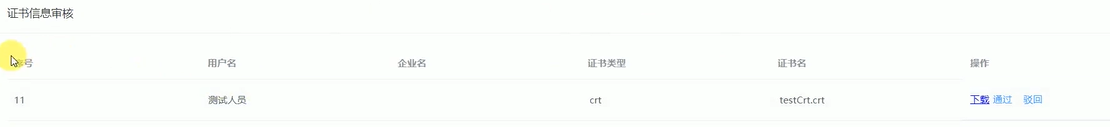 证书信息审核
序号 用户名 企业名 证书类型 证书名 操作
11 测试人员 crt testCrt.crt 下载 通过 驳回